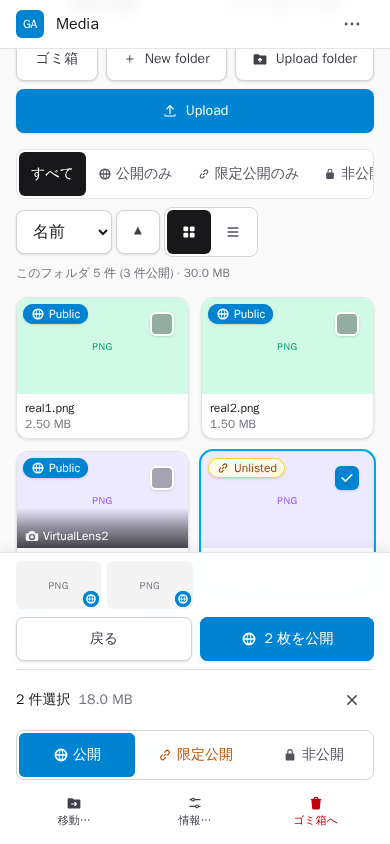 GA Media ...
ゴミ箱 + New folder Upload folder
Upload
すべて 公開のみ 限定公開のみ 非公
名前 ▲
このフォルダ 5 件 (3 件公開) · 30.0 MB
Public Public
PNG PNG
real1.png real2.png
2.50 MB 1.50 MB
Public Unlisted
PNG PNG
VirtualLens2
PNG PNG
戻る 2 枚を公開
2 件選択 18.0 MB ×
公開 限定公開 非公開
移動… 情報… ゴミ箱へ